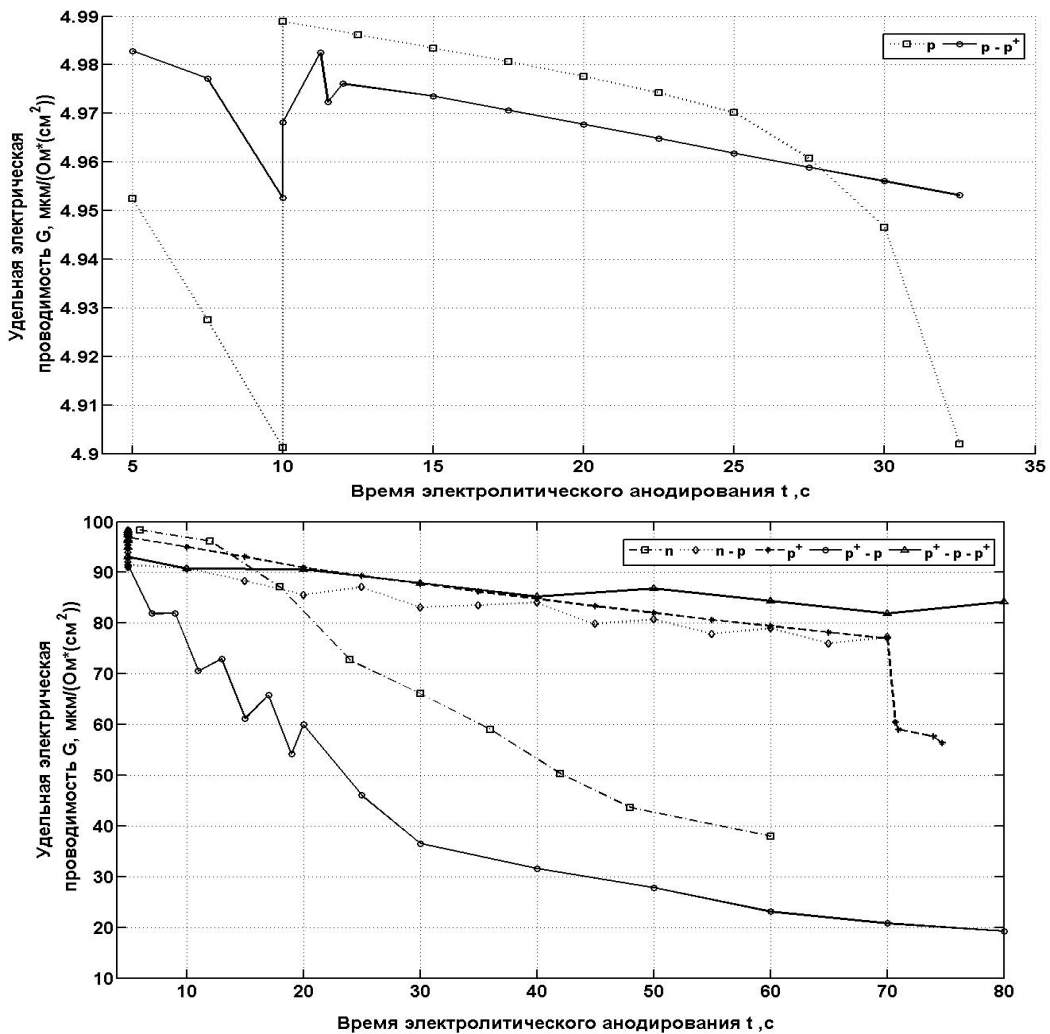 4.99
4.98
4.97
4.96
4.95
4.94
4.93
4.92
4.91
4.9
Удельная электрическая
проводимость G, мкм/(Ом*(см²))
p p - p⁺
5 10 15 20 25 30 35
Время электролитического анодирования t ,с
100
90
80
70
60
50
40
30
20
10
Удельная электрическая
проводимость G, мкм/(Ом*(см²))
n n - p p⁺ p⁺ - p p⁺ - p - p⁺
10 20 30 40 50 60 70 80
Время электролитического анодирования t ,с